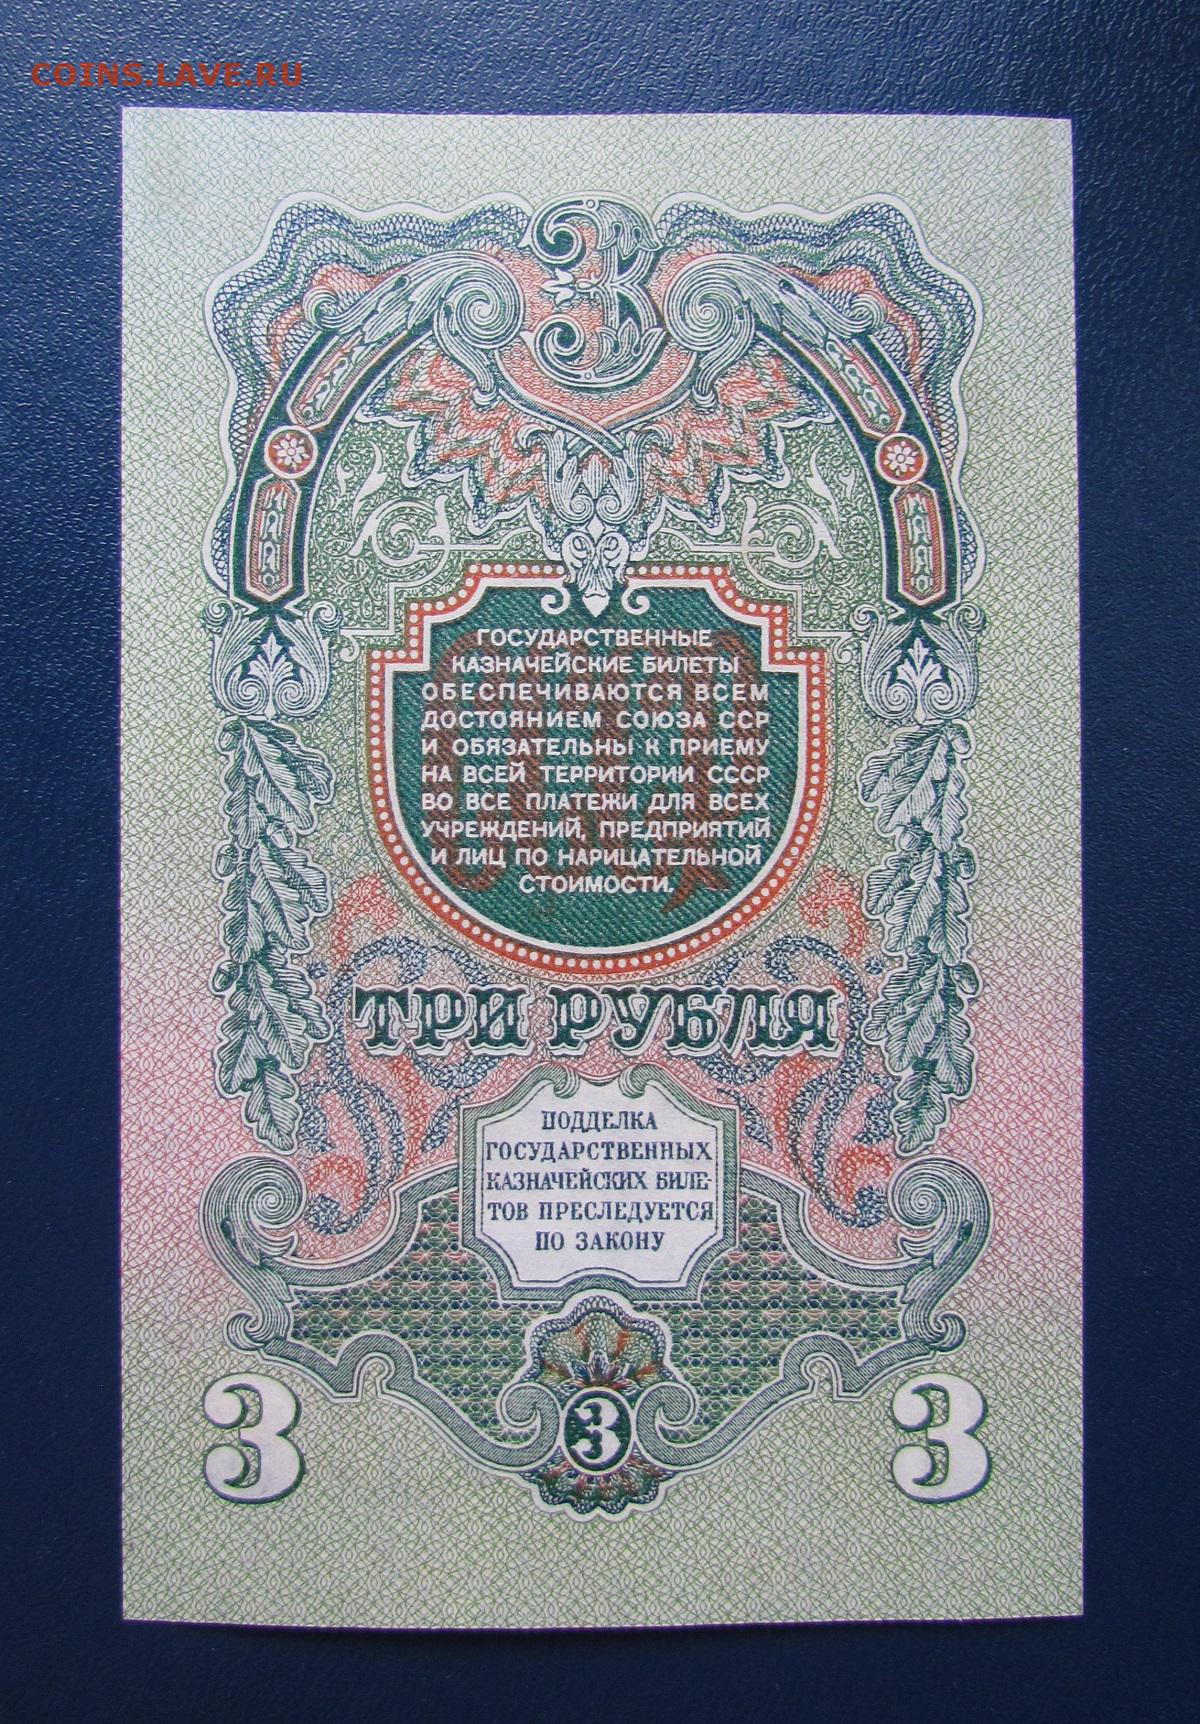 COINS.LAVE.RU
3
ГОСУДАРСТВЕННЫЕ
КАЗНАЧЕЙСКИЕ БИЛЕТЫ
ОБЕСПЕЧИВАЮТСЯ ВСЕМ
ДОСТОЯНИЕМ СОЮЗА ССР
И ОБЯЗАТЕЛЬНЫ К ПРИЕМУ
НА ВСЕЙ ТЕРРИТОРИИ СССР
ВО ВСЕ ПЛАТЕЖИ ДЛЯ ВСЕХ
УЧРЕЖДЕНИЙ, ПРЕДПРИЯТИЙ
И ЛИЦ ПО НАРИЦАТЕЛЬНОЙ
СТОИМОСТИ.
ТРИ РУБЛЯ
ПОДДЕЛКА
ГОСУДАРСТВЕННЫХ
КАЗНАЧЕЙСКИХ БИЛЕ-
ТОВ ПРЕСЛЕДУЕТСЯ
ПО ЗАКОНУ
3 3 3